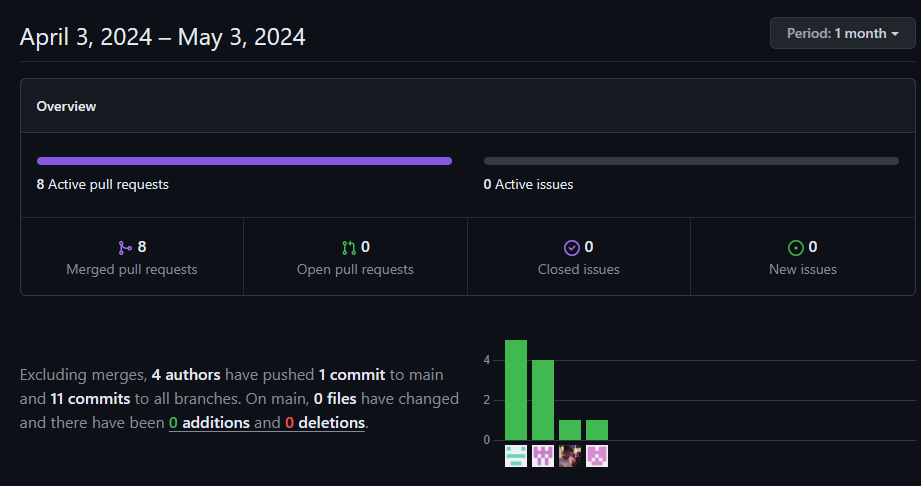 April 3, 2024 – May 3, 2024
Period: 1 month
Overview
8 Active pull requests
0 Active issues
8
Merged pull requests
0
Open pull requests
0
Closed issues
0
New issues
Excluding merges, 4 authors have pushed 1 commit to main
and 11 commits to all branches. On main, 0 files have changed
and there have been 0 additions and 0 deletions.
4
2
0